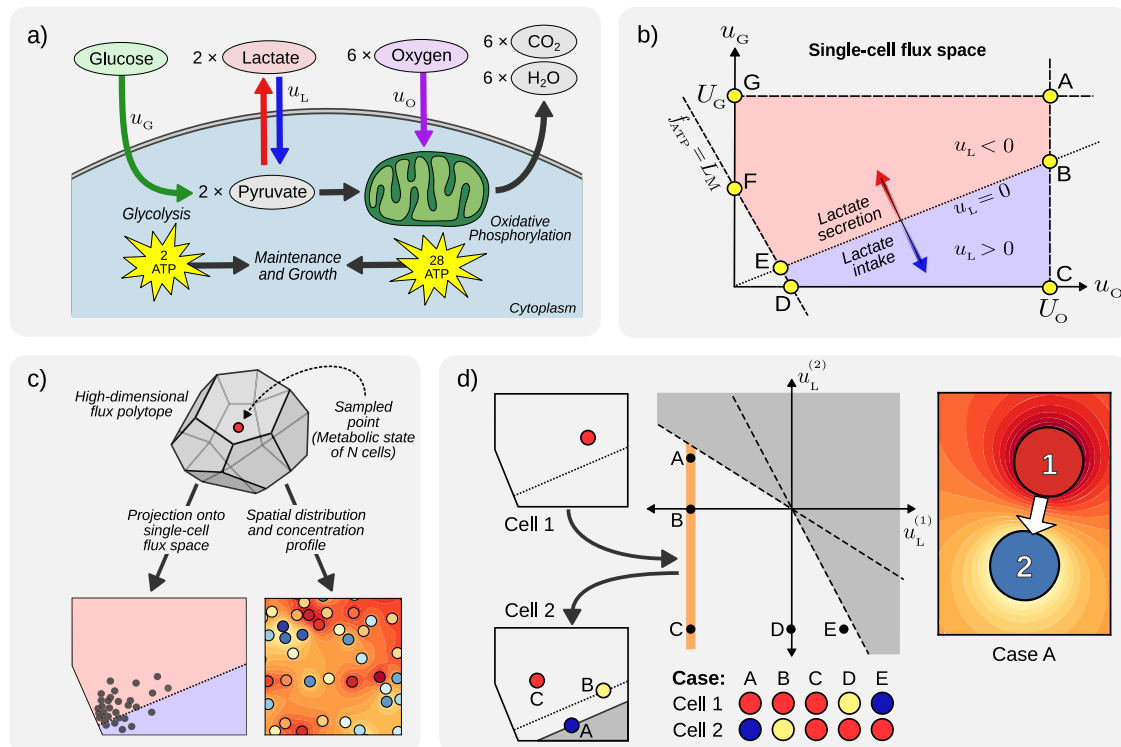 a)
Glucose
2 ×
Lactate
6 ×
Oxygen
6 ×
CO2
6 ×
H2O
uG
uL
uO
2 ×
Pyruvate
Glycolysis
2
ATP
Maintenance
and Growth
28
ATP
Oxidative
Phosphorylation
Cytoplasm
b)
uG
Single-cell flux space
UG
G
A
fATP = LM
uL < 0
F
B
Lactate
secretion
uL = 0
Lactate
intake
uL > 0
E
D
C
UO
uO
c)
High-dimensional
flux polytope
Sampled
point
(Metabolic state
of N cells)
Projection onto
single-cell
flux space
Spatial distribution
and concentration
profile
d)
Cell 1
Cell 2
C
B
A
uL(2)
uL(1)
A
B
C
D
E
Case: A B C D E
Cell 1
Cell 2
1
2
Case A